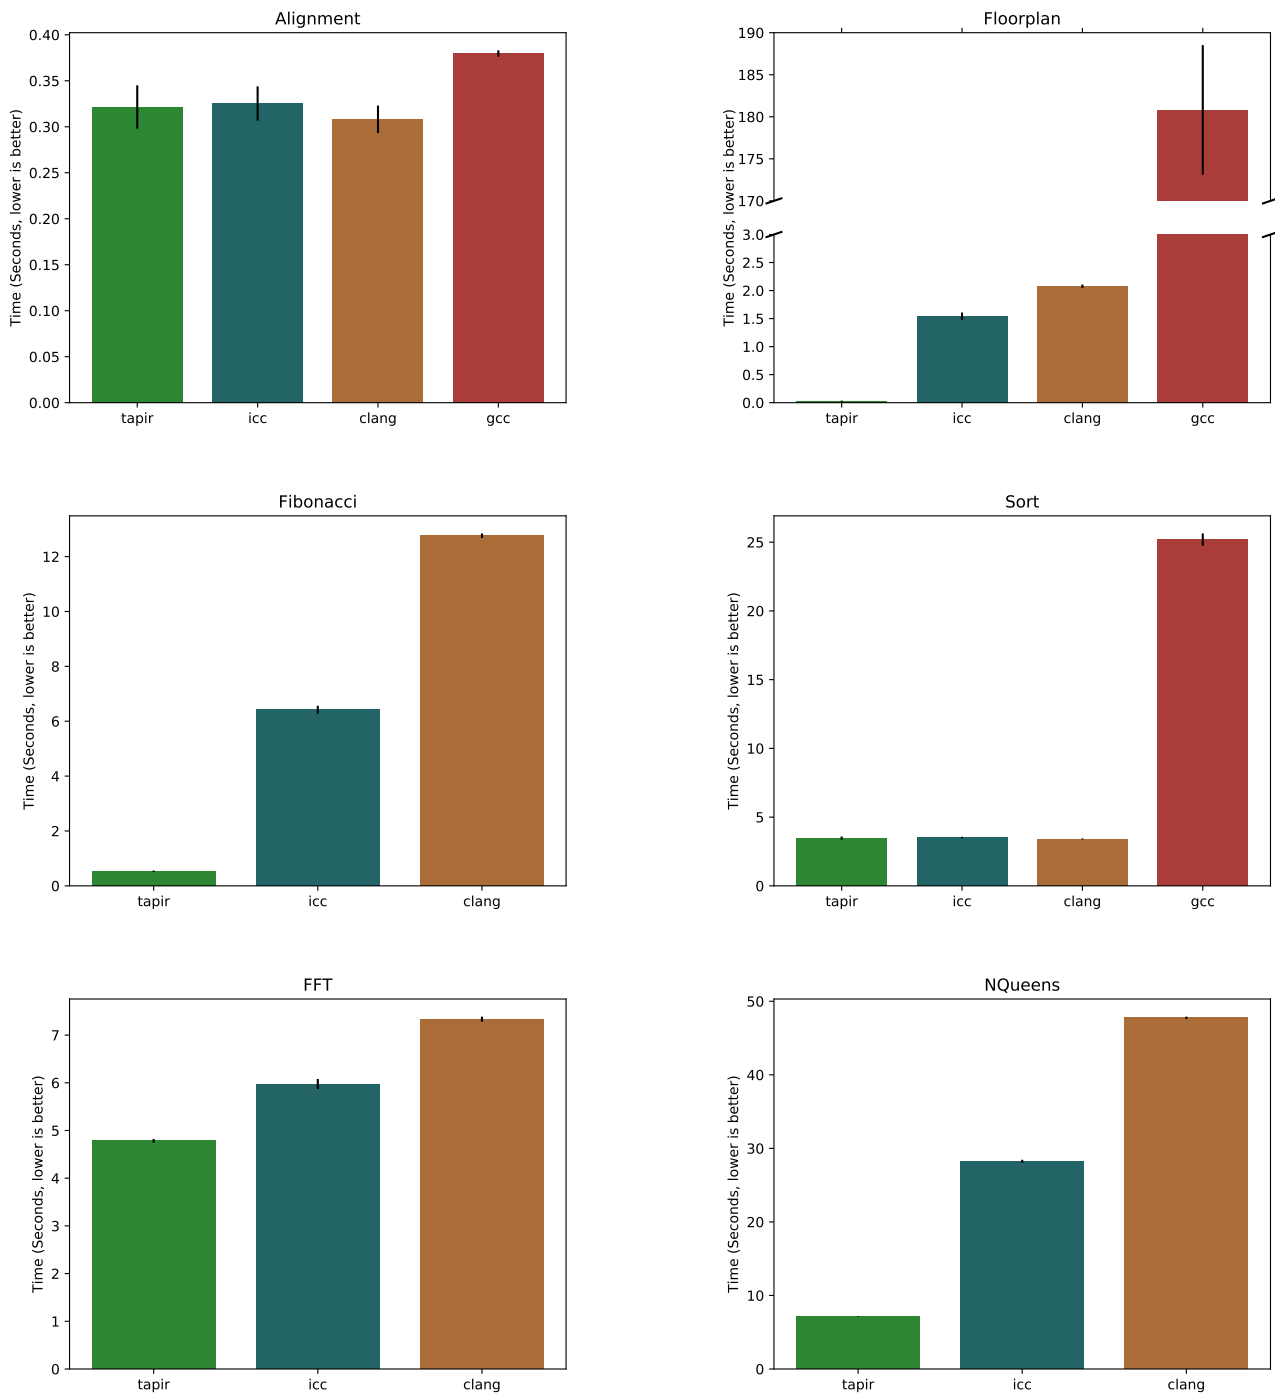 Alignment
Time (Seconds, lower is better)
0.40
0.35
0.30
0.25
0.20
0.15
0.10
0.05
0.00
tapir icc clang gcc
Floorplan
Time (Seconds, lower is better)
190
185
180
175
170
3.0
2.5
2.0
1.5
1.0
0.5
0.0
tapir icc clang gcc
Fibonacci
Time (Seconds, lower is better)
12
10
8
6
4
2
0
tapir icc clang
Sort
Time (Seconds, lower is better)
25
20
15
10
5
0
tapir icc clang gcc
FFT
Time (Seconds, lower is better)
7
6
5
4
3
2
1
0
tapir icc clang
NQueens
Time (Seconds, lower is better)
50
40
30
20
10
0
tapir icc clang